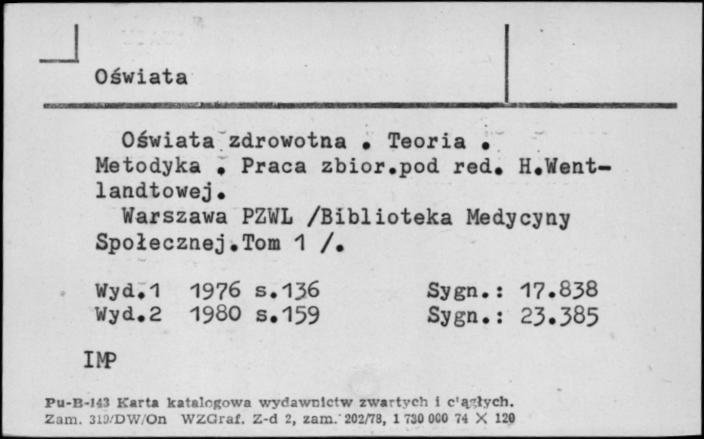 Oświata
Oświata zdrowotna . Teoria .
Metodyka . Praca zbior.pod red. H.Went-
landtowej.
Warszawa PZWL /Biblioteka Medycyny
Społecznej.Tom 1 /.
Wyd.1 1976 s.136 Sygn.: 17.838
Wyd.2 1980 s.159 Sygn.: 23.385
IMP
Pu-B-143 Karta katalogowa wydawnictw zwartych i ciągłych.
Zam. 319/DW/On WZGraf. Z-d 2, zam. 202/78, 1 730 000 74 X 120